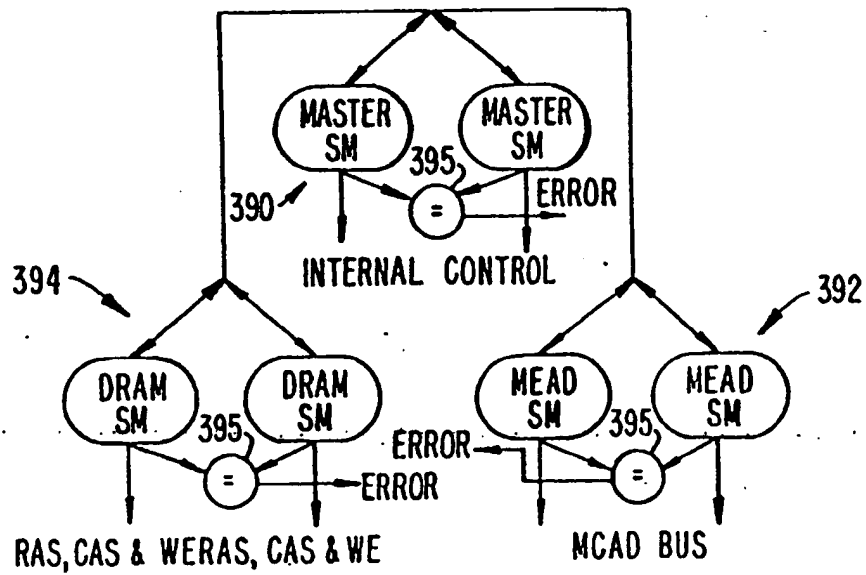 MASTER SM
MASTER SM
395
390
=
ERROR
INTERNAL CONTROL
394
392
DRAM SM
DRAM SM
MEAD SM
MEAD SM
395
ERROR
395
=
ERROR
=
RAS, CAS & WERAS, CAS & WE
MCAD BUS